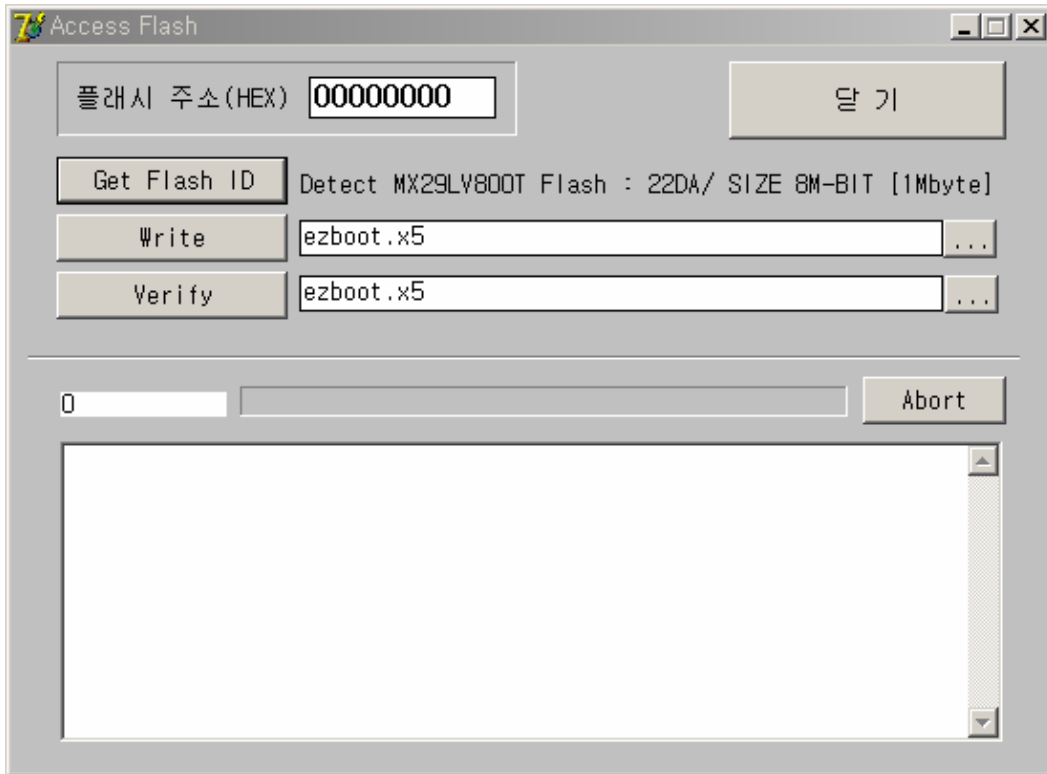 Access Flash
플래시 주소(HEX) 00000000
닫 기
Get Flash ID Detect MX29LV800T Flash : 22DA/ SIZE 8M-BIT [1Mbyte]
Write ezboot.x5 ...
Verify ezboot.x5 ...
0 Abort